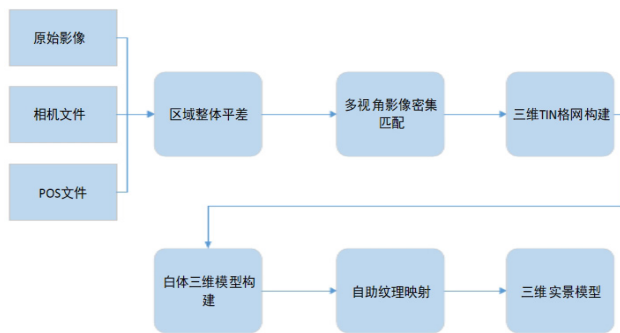 原始影像
相机文件
POS文件
区域整体平差
多视角影像密集
匹配
三维TIN格网构建
白体三维模型构
建
自助纹理映射
三维实景模型